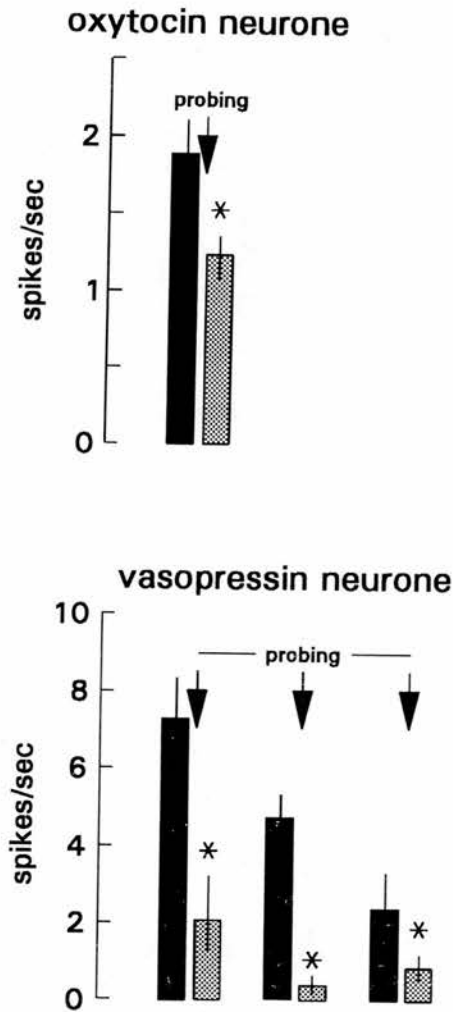 oxytocin neurone
probing
2
*
1
0
spikes/sec
vasopressin neurone
10
probing
8
6
4
*
2
*
*
0
spikes/sec